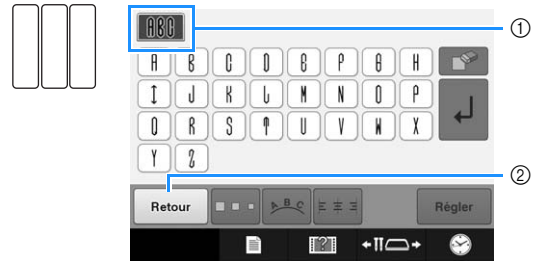 ABC ①
A B C D E F G H
I J K L M N O P
Q R S T U V W X
Y Z
②
Retour A B C Régler
?